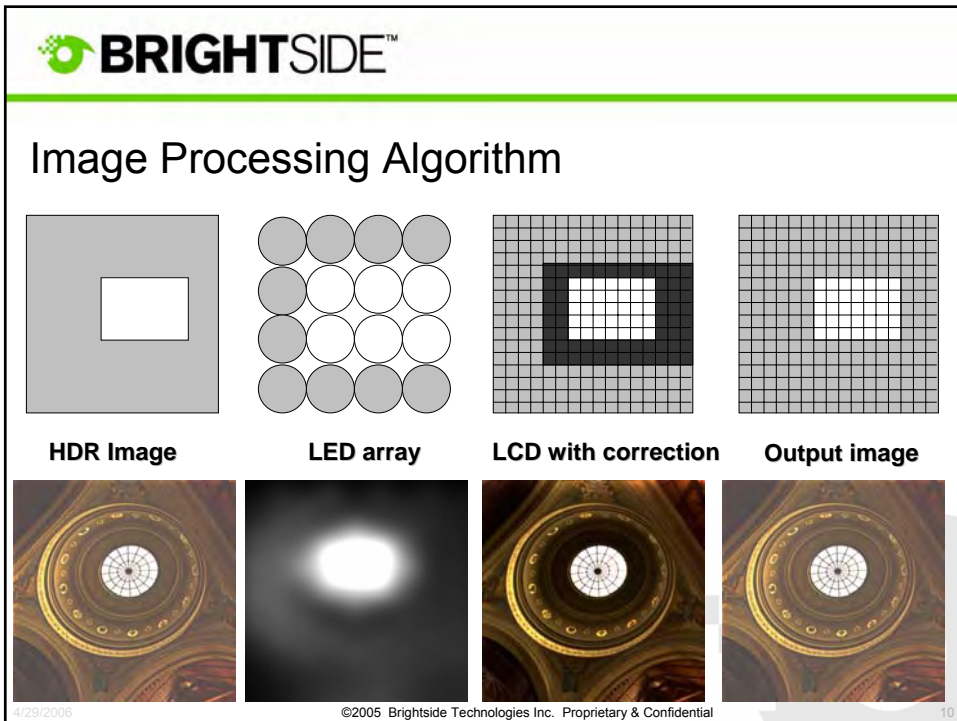 BRIGHTSIDE™
Image Processing Algorithm
HDR Image
LED array
LCD with correction
Output image
4/29/2006
©2005 Brightside Technologies Inc. Proprietary & Confidential
10